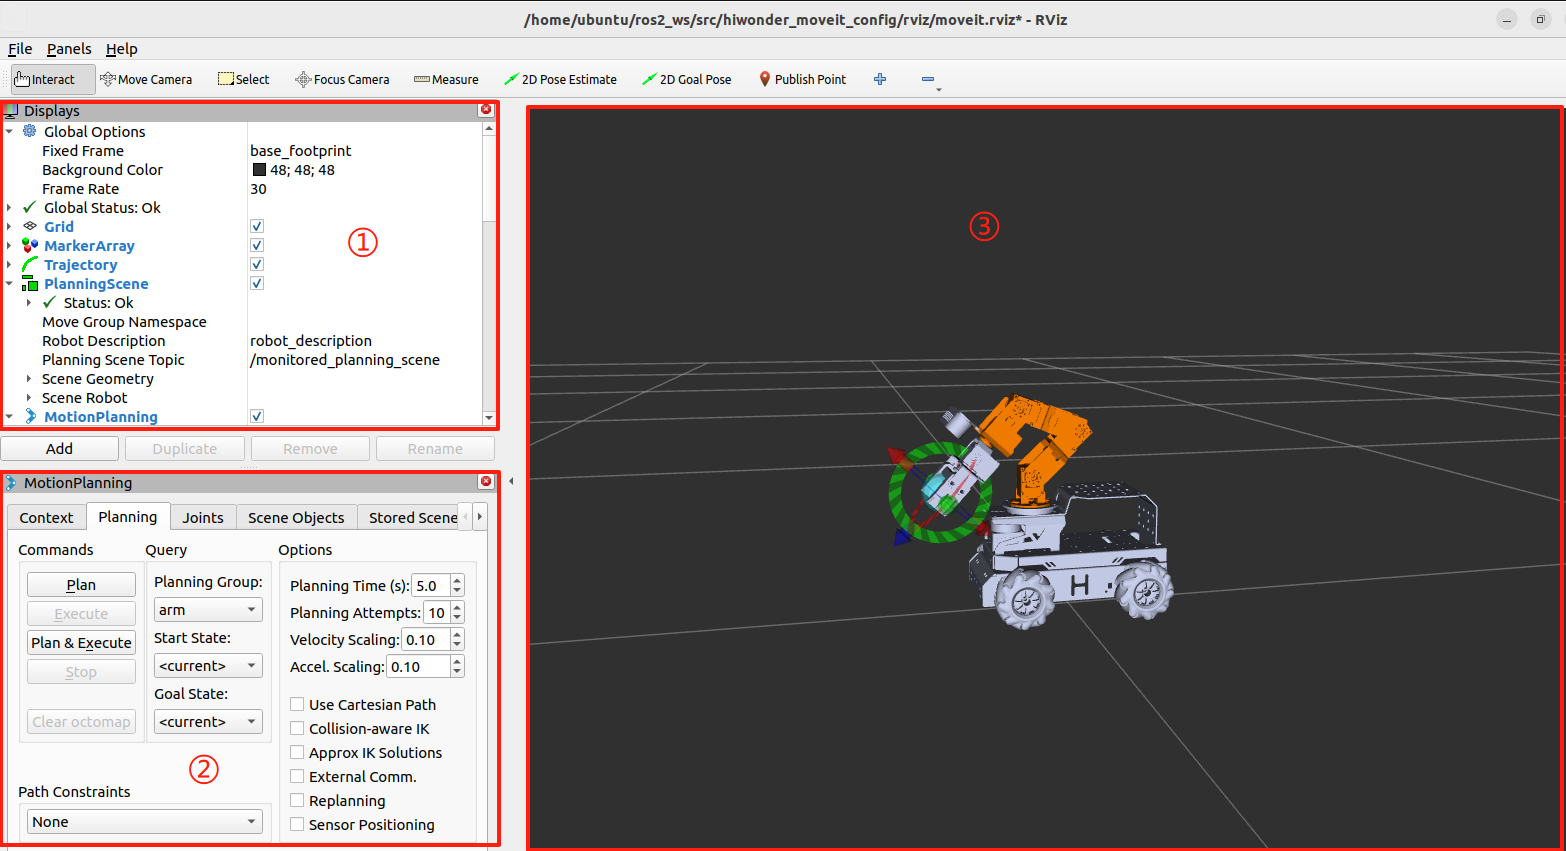 /home/ubuntu/ros2_ws/src/hiwonder_moveit_config/rviz/moveit.rviz* - RViz
File Panels Help
Interact Move Camera Select Focus Camera Measure 2D Pose Estimate 2D Goal Pose Publish Point
Displays
Global Options
Fixed Frame base_footprint
Background Color 48; 48; 48
Frame Rate 30
Global Status: Ok
Grid
MarkerArray
Trajectory
PlanningScene
Status: Ok
Move Group Namespace
Robot Description robot_description
Planning Scene Topic /monitored_planning_scene
Scene Geometry
Scene Robot
MotionPlanning
①
Add Duplicate Remove Rename
MotionPlanning
Context Planning Joints Scene Objects Stored Scene
Commands Query Options
Plan
Execute
Plan & Execute
Stop
Clear octomap
Planning Group:
arm
Start State:
<current>
Goal State:
<current>
Planning Time (s): 5.0
Planning Attempts: 10
Velocity Scaling: 0.10
Accel. Scaling: 0.10
Use Cartesian Path
Collision-aware IK
Approx IK Solutions
External Comm.
Replanning
Sensor Positioning
②
Path Constraints
None
③
H